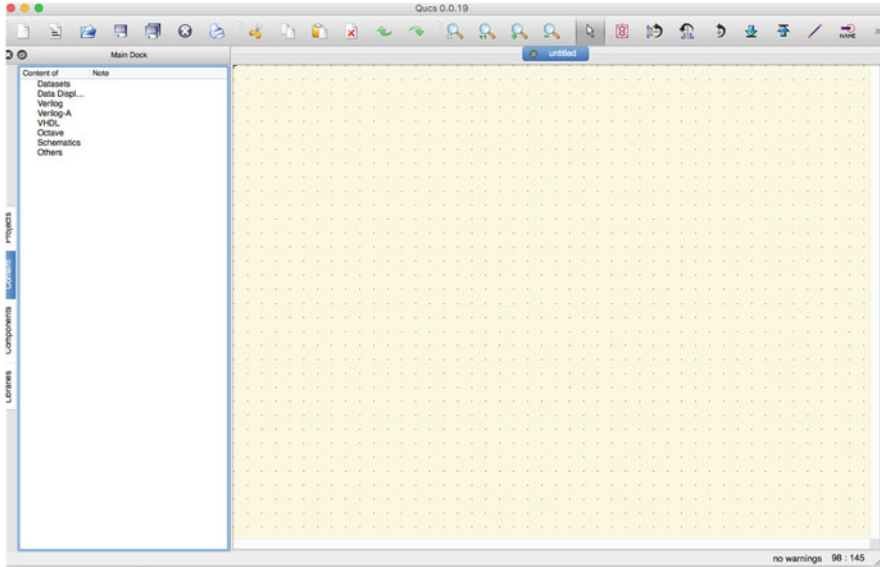 Qucs 0.0.19
NAME
Main Dock
untitled
Content of Note
Datasets
Data Displ...
Verilog
Verilog-A
VHDL
Octave
Schematics
Others
Projects
Content
Components
Libraries
no warnings 98 : 145